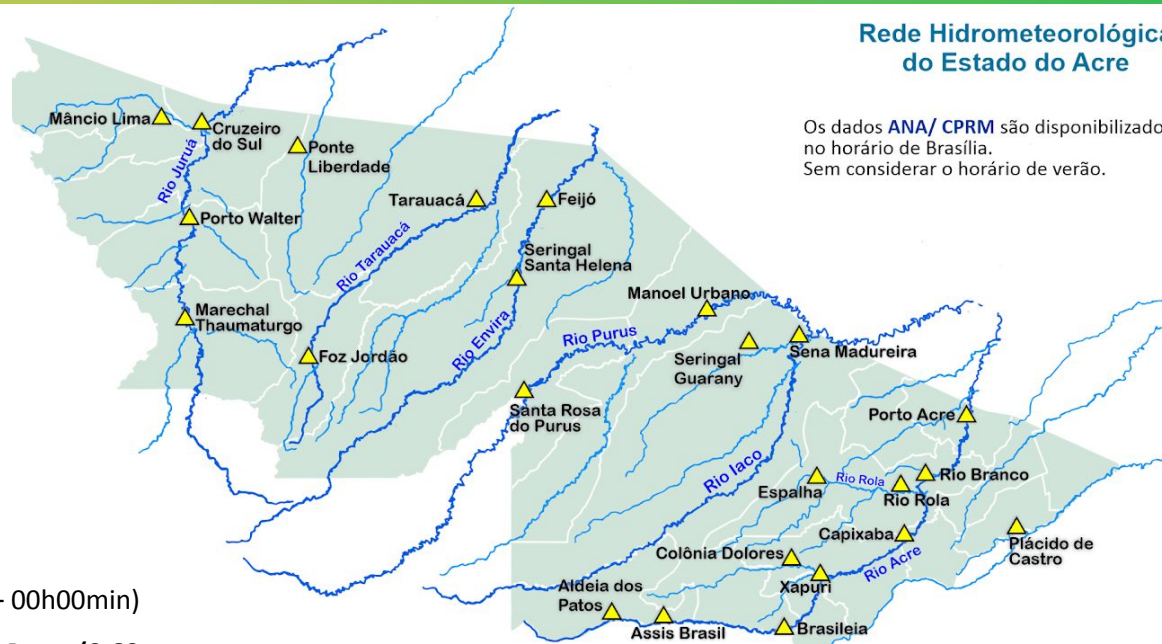 Rede Hidrometeorológica
do Estado do Acre
Os dados ANA/ CPRM são disponibilizado
no horário de Brasília.
Sem considerar o horário de verão.
Mâncio Lima
Cruzeiro
do Sul
Ponte
Liberdade
Rio Juruá
Porto Walter
Tarauacá
Feijó
Rio Tarauacá
Seringal
Santa Helena
Marechal
Thaumaturgo
Foz Jordão
Rio Envira
Manoel Urbano
Rio Purus
Seringal
Guarany
Sena Madureira
Santa Rosa
do Purus
Porto Acre
Rio Iaco
Espalha
Rio Rola
Rio Rola
Rio Branco
Capixaba
Plácido de
Castro
Colônia Dolores
Rio Acre
Xapuri
Aldeia dos
Patos
Assis Brasil
Brasileia
- 00h00min)